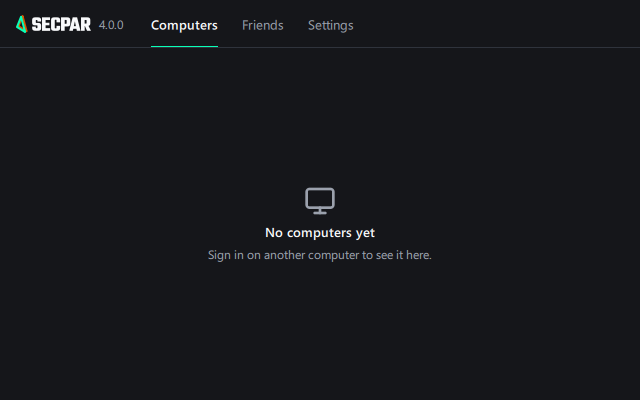 SECPAR 4.0.0 Computers Friends Settings
No computers yet
Sign in on another computer to see it here.